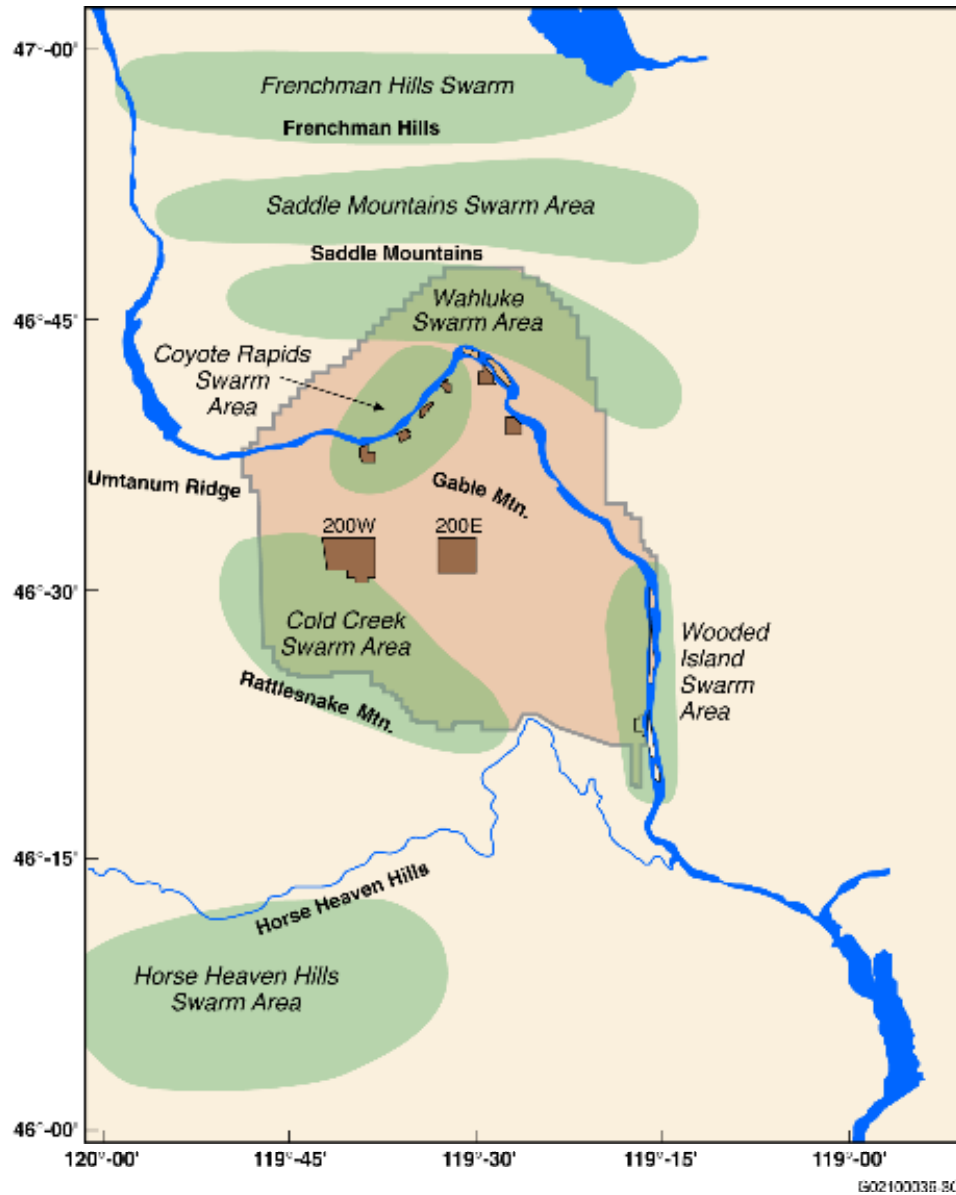 47°-00'
Frenchman Hills Swarm
Frenchman Hills
Saddle Mountains Swarm Area
Saddle Mountains
46°-45'
Wahluke
Swarm Area
Coyote Rapids
Swarm
Area
Umtanum Ridge
Gable Mtn.
200W
200E
46°-30'
Cold Creek
Swarm Area
Wooded
Island
Swarm
Area
Rattlesnake Mtn.
46°-15'
Horse Heaven Hills
Horse Heaven Hills
Swarm Area
46°-00'
120°-00'
119°-45'
119°-30'
119°-15'
119°-00'
G02100036-30